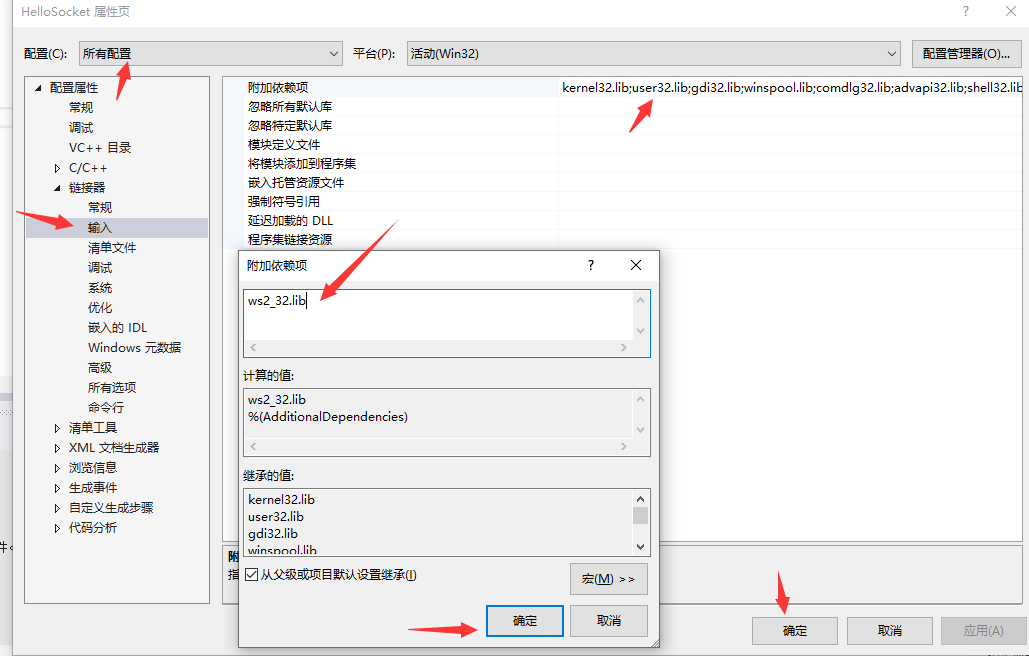 HelloSocket 属性页
配置(C): 所有配置 平台(P): 活动(Win32) 配置管理器(O)...
配置属性
常规
调试
VC++ 目录
C/C++
链接器
常规
输入
清单文件
调试
系统
优化
嵌入的 IDL
Windows 元数据
高级
所有选项
命令行
清单工具
XML 文档生成器
浏览信息
生成事件
自定义生成步骤
代码分析
附加依赖项 kernel32.lib;user32.lib;gdi32.lib;winspool.lib;comdlg32.lib;advapi32.lib;shell32.lib
忽略所有默认库
忽略特定默认库
模块定义文件
将模块添加到程序集
嵌入托管资源文件
强制符号引用
延迟加载的 DLL
程序集链接资源
附加依赖项
ws2_32.lib
计算的值:
ws2_32.lib
%(AdditionalDependencies)
继承的值:
kernel32.lib
user32.lib
gdi32.lib
winspool.lib
从父级或项目默认设置继承(I)
宏(M) >>
确定 取消
附
指
件
确定 取消 应用(A)